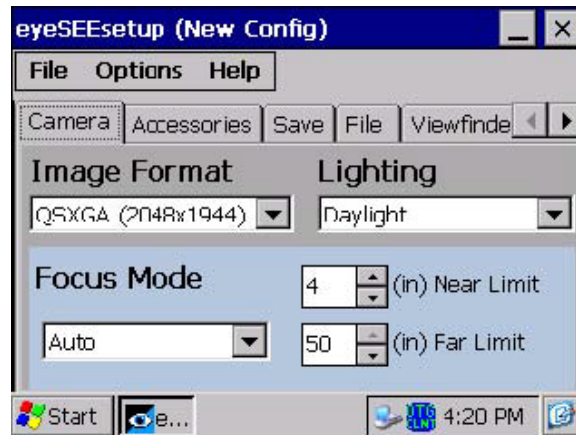 eyeSEEsetup (New Config)
File Options Help
Camera Accessories Save File Viewfinde
Image Format Lighting
QSXGA (2048x1944) Daylight
Focus Mode 4 (in) Near Limit
Auto 50 (in) Far Limit
Start e... 4:20 PM